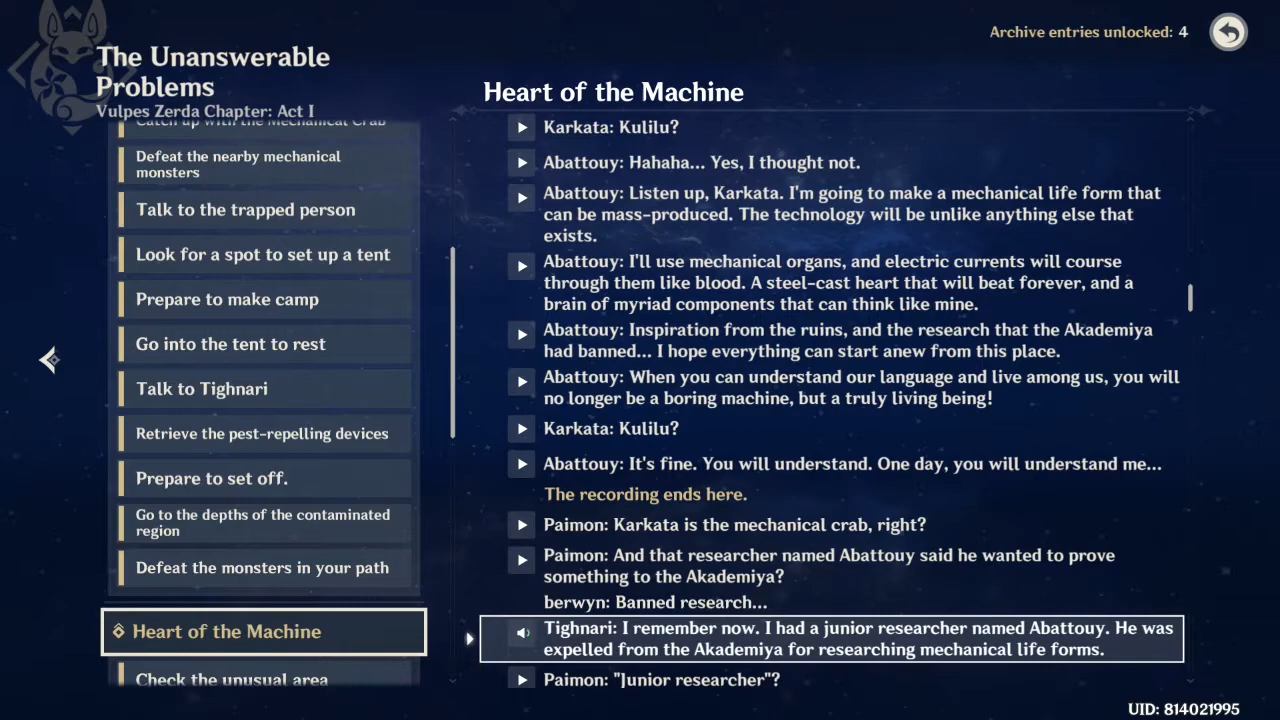 Archive entries unlocked: 4
The Unanswerable
Problems
Vulpes Zerda Chapter: Act I
Catch up with the Mechanical Crab
Defeat the nearby mechanical
monsters
Talk to the trapped person
Look for a spot to set up a tent
Prepare to make camp
Go into the tent to rest
Talk to Tighnari
Retrieve the pest-repelling devices
Prepare to set off.
Go to the depths of the contaminated
region
Defeat the monsters in your path
Heart of the Machine
Check the unusual area
Heart of the Machine
Karkata: Kulilu?
Abattouy: Hahaha... Yes, I thought not.
Abattouy: Listen up, Karkata. I'm going to make a mechanical life form that
can be mass-produced. The technology will be unlike anything else that
exists.
Abattouy: I'll use mechanical organs, and electric currents will course
through them like blood. A steel-cast heart that will beat forever, and a
brain of myriad components that can think like mine.
Abattouy: Inspiration from the ruins, and the research that the Akademiya
had banned... I hope everything can start anew from this place.
Abattouy: When you can understand our language and live among us, you will
no longer be a boring machine, but a truly living being!
Karkata: Kulilu?
Abattouy: It's fine. You will understand. One day, you will understand me...
The recording ends here.
Paimon: Karkata is the mechanical crab, right?
Paimon: And that researcher named Abattouy said he wanted to prove
something to the Akademiya?
berwyn: Banned research...
Tighnari: I remember now. I had a junior researcher named Abattouy. He was
expelled from the Akademiya for researching mechanical life forms.
Paimon: "Junior researcher"?
UID: 814021995